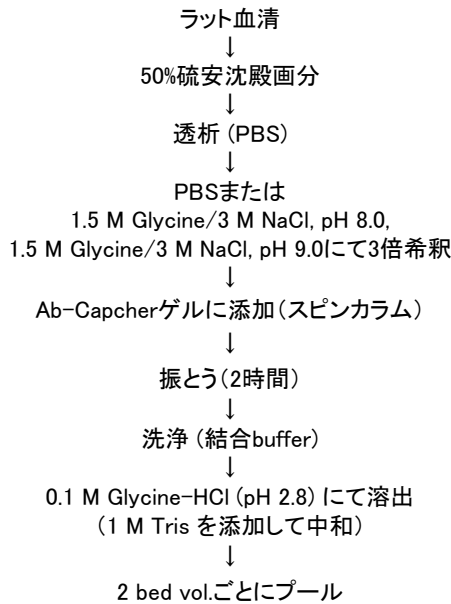 ラット血清
↓
50%硫安沈殿画分
↓
透析 (PBS)
↓
PBSまたは
1.5 M Glycine/3 M NaCl, pH 8.0,
1.5 M Glycine/3 M NaCl, pH 9.0にて3倍希釈
↓
Ab-Capcherゲルに添加(スピンカラム)
↓
振とう(2時間)
↓
洗浄 (結合buffer)
↓
0.1 M Glycine-HCl (pH 2.8) にて溶出
(1 M Tris を添加して中和)
↓
2 bed vol.ごとにプール